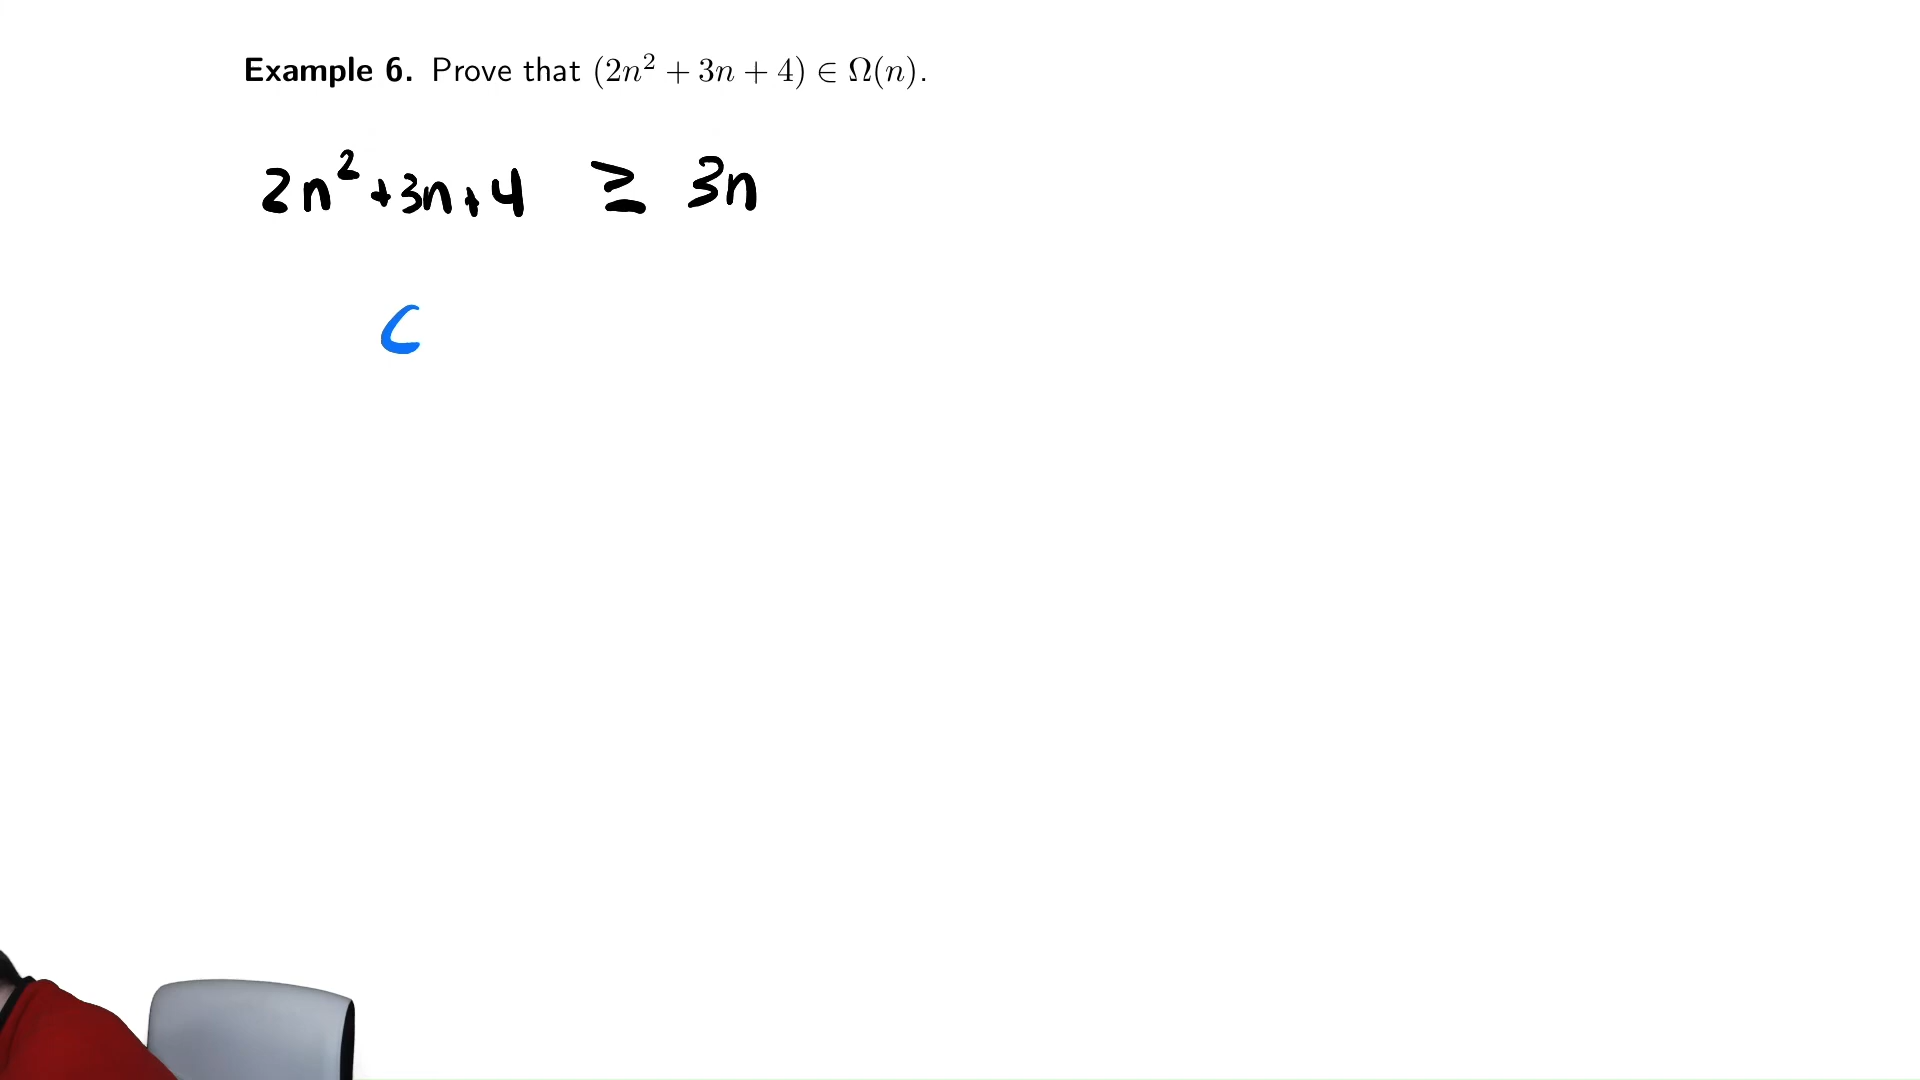 Example 6. Prove that (2n² + 3n + 4) ∈ Ω(n).
2n² + 3n + 4 ≥ 3n
C